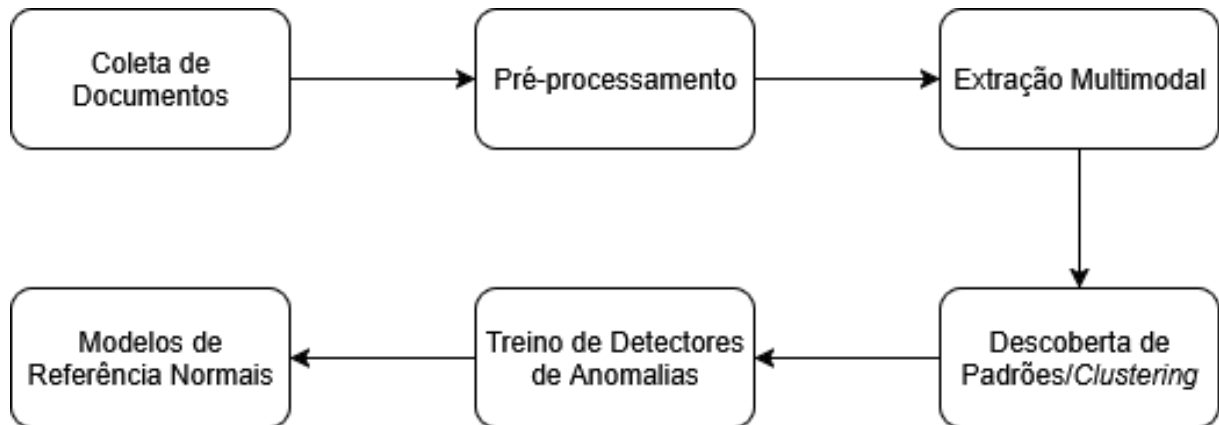 Coleta de
Documentos
Pré-processamento
Extração Multimodal
Descoberta de
Padrões/Clustering
Treino de Detectores
de Anomalias
Modelos de
Referência Normais